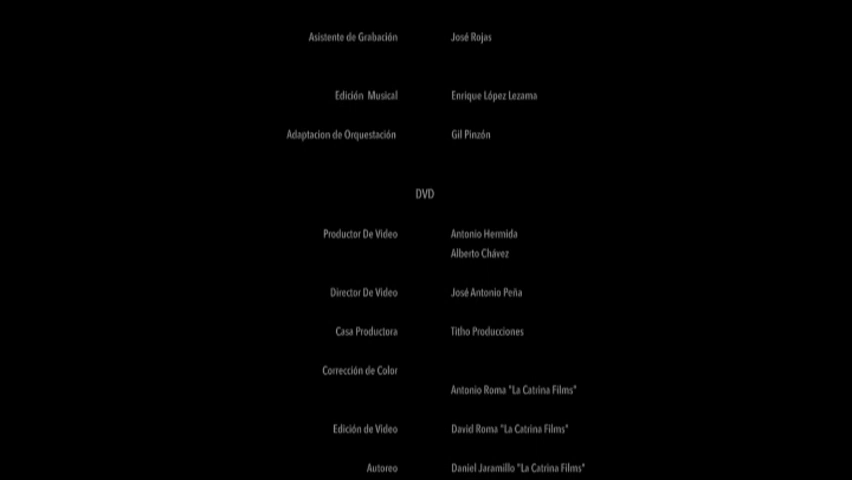 Asistente de Grabación José Rojas
Edición Musical Enrique López Lezama
Adaptacion de Orquestación Gil Pinzón
DVD
Productor De Video Antonio Hermida
Alberto Chávez
Director De Video José Antonio Peña
Casa Productora Titho Producciones
Corrección de Color
Antonio Roma "La Catrina Films"
Edición de Video David Roma "La Catrina Films"
Autoreo Daniel Jaramillo "La Catrina Films"